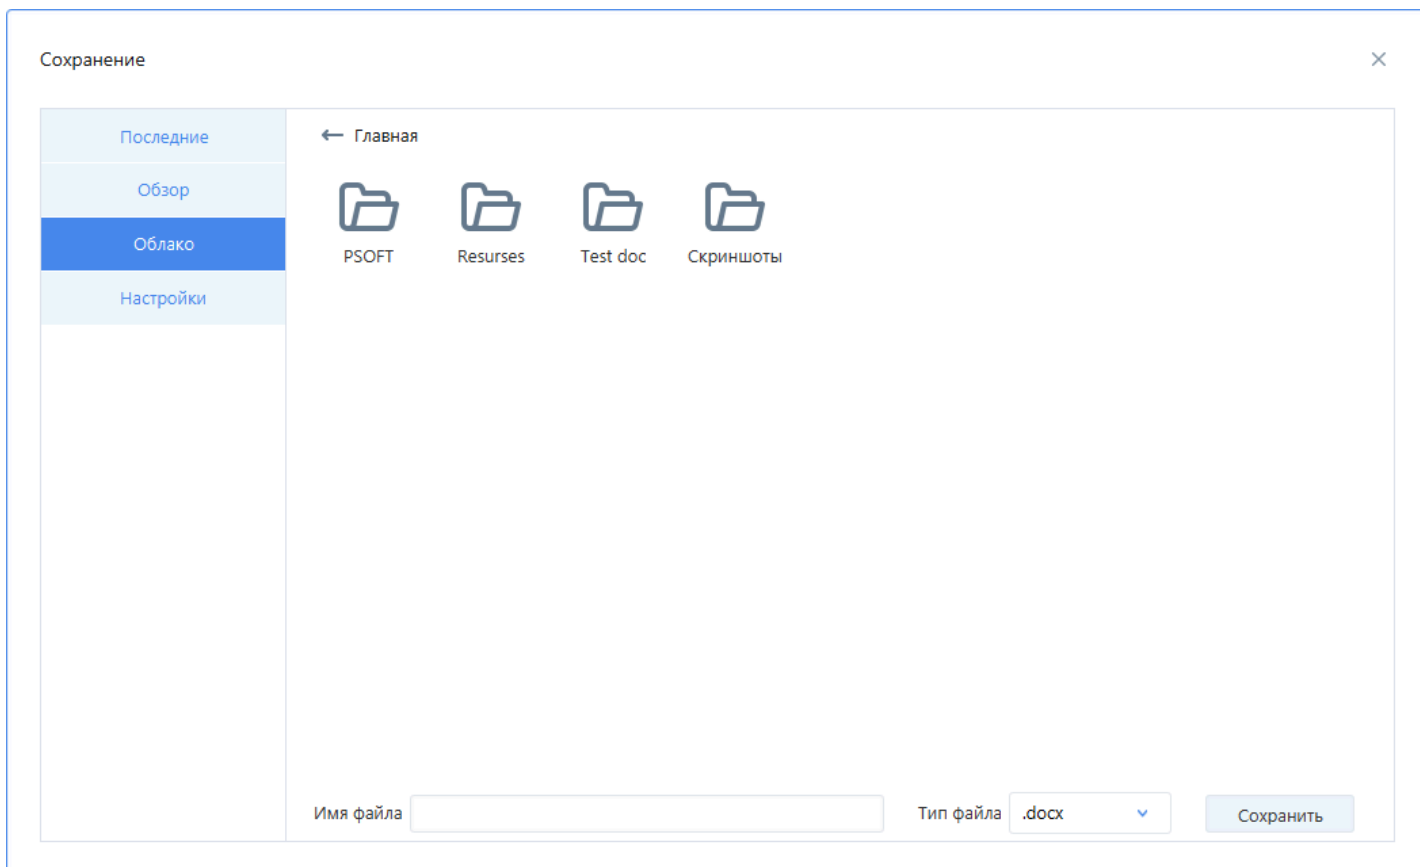 Сохранение
Последние
Обзор
Облако
Настройки
Главная
PSOFT
Resurses
Test doc
Скриншоты
Имя файла
Тип файла
.docx
Сохранить